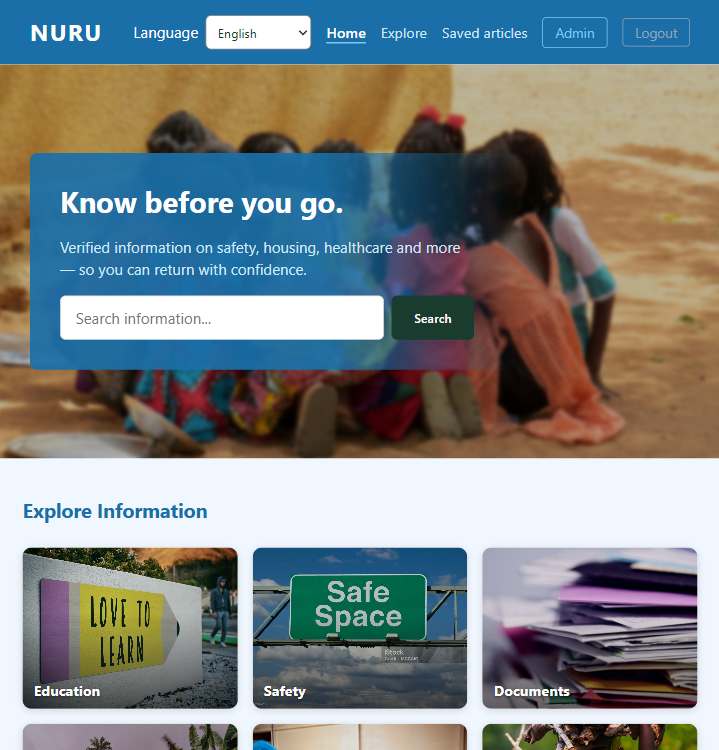 NURU
Language
English
Home
Explore
Saved articles
Admin
Logout
Know before you go.
Verified information on safety, housing, healthcare and more
— so you can return with confidence.
Search information...
Search
Explore Information
LOVE TO
LEARN
Education
Safe
Space
iStock
Safety
Documents